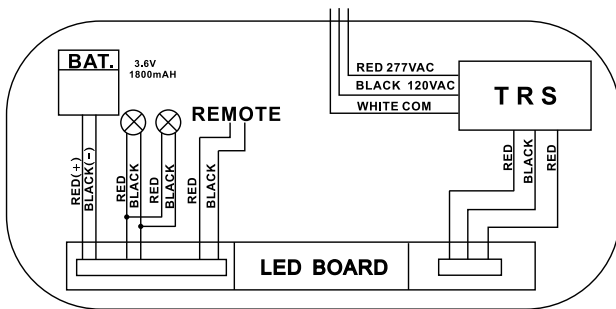 BAT.
3.6V
1800mAH
RED 277VAC
BLACK 120VAC
WHITE COM
TRS
REMOTE
RED(+)
BLACK(-)
RED
BLACK
RED
BLACK
RED
BLACK
RED
BLACK
RED
LED BOARD